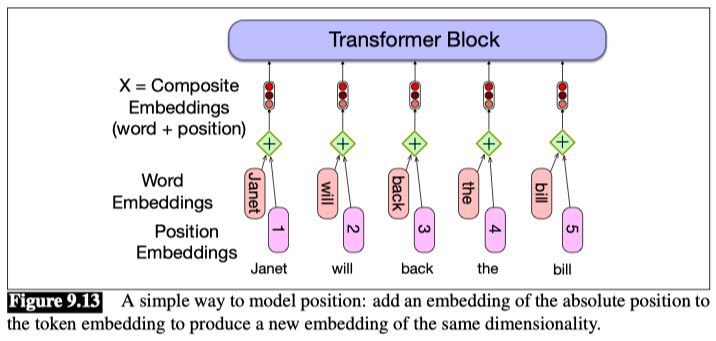 Transformer Block
X = Composite
Embeddings
(word + position)
+ + + + +
Word
Embeddings
Janet will back the bill
Position
Embeddings
1 2 3 4 5
Janet will back the bill
Figure 9.13 A simple way to model position: add an embedding of the absolute position to
the token embedding to produce a new embedding of the same dimensionality.